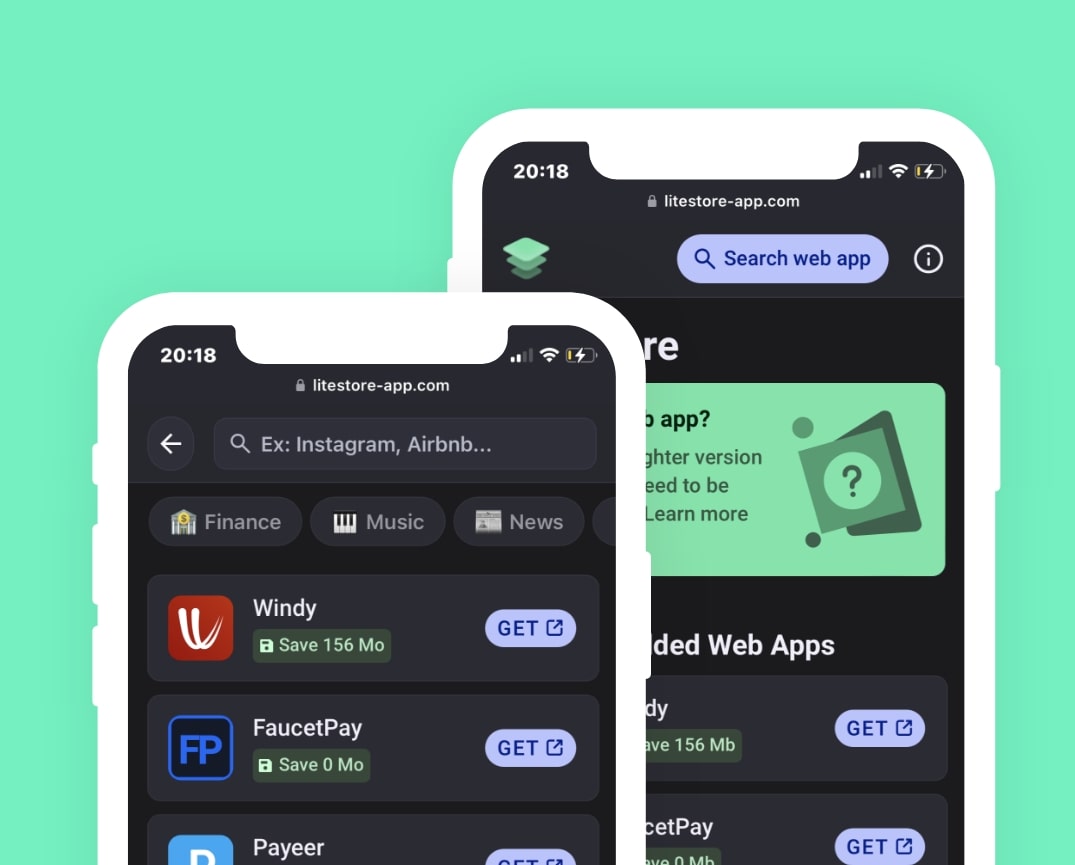 20:18
litestore-app.com
Search web app
re
b app?
ghter version
eed to be
Learn more
?
dded Web Apps
dy
ave 156 Mb
GET
cetPay
ave 0 Mb
GET
20:18
litestore-app.com
Ex: Instagram, Airbnb...
Finance
Music
News
Windy
Save 156 Mo
GET
FP
FaucetPay
Save 0 Mo
GET
P
Payeer
GET